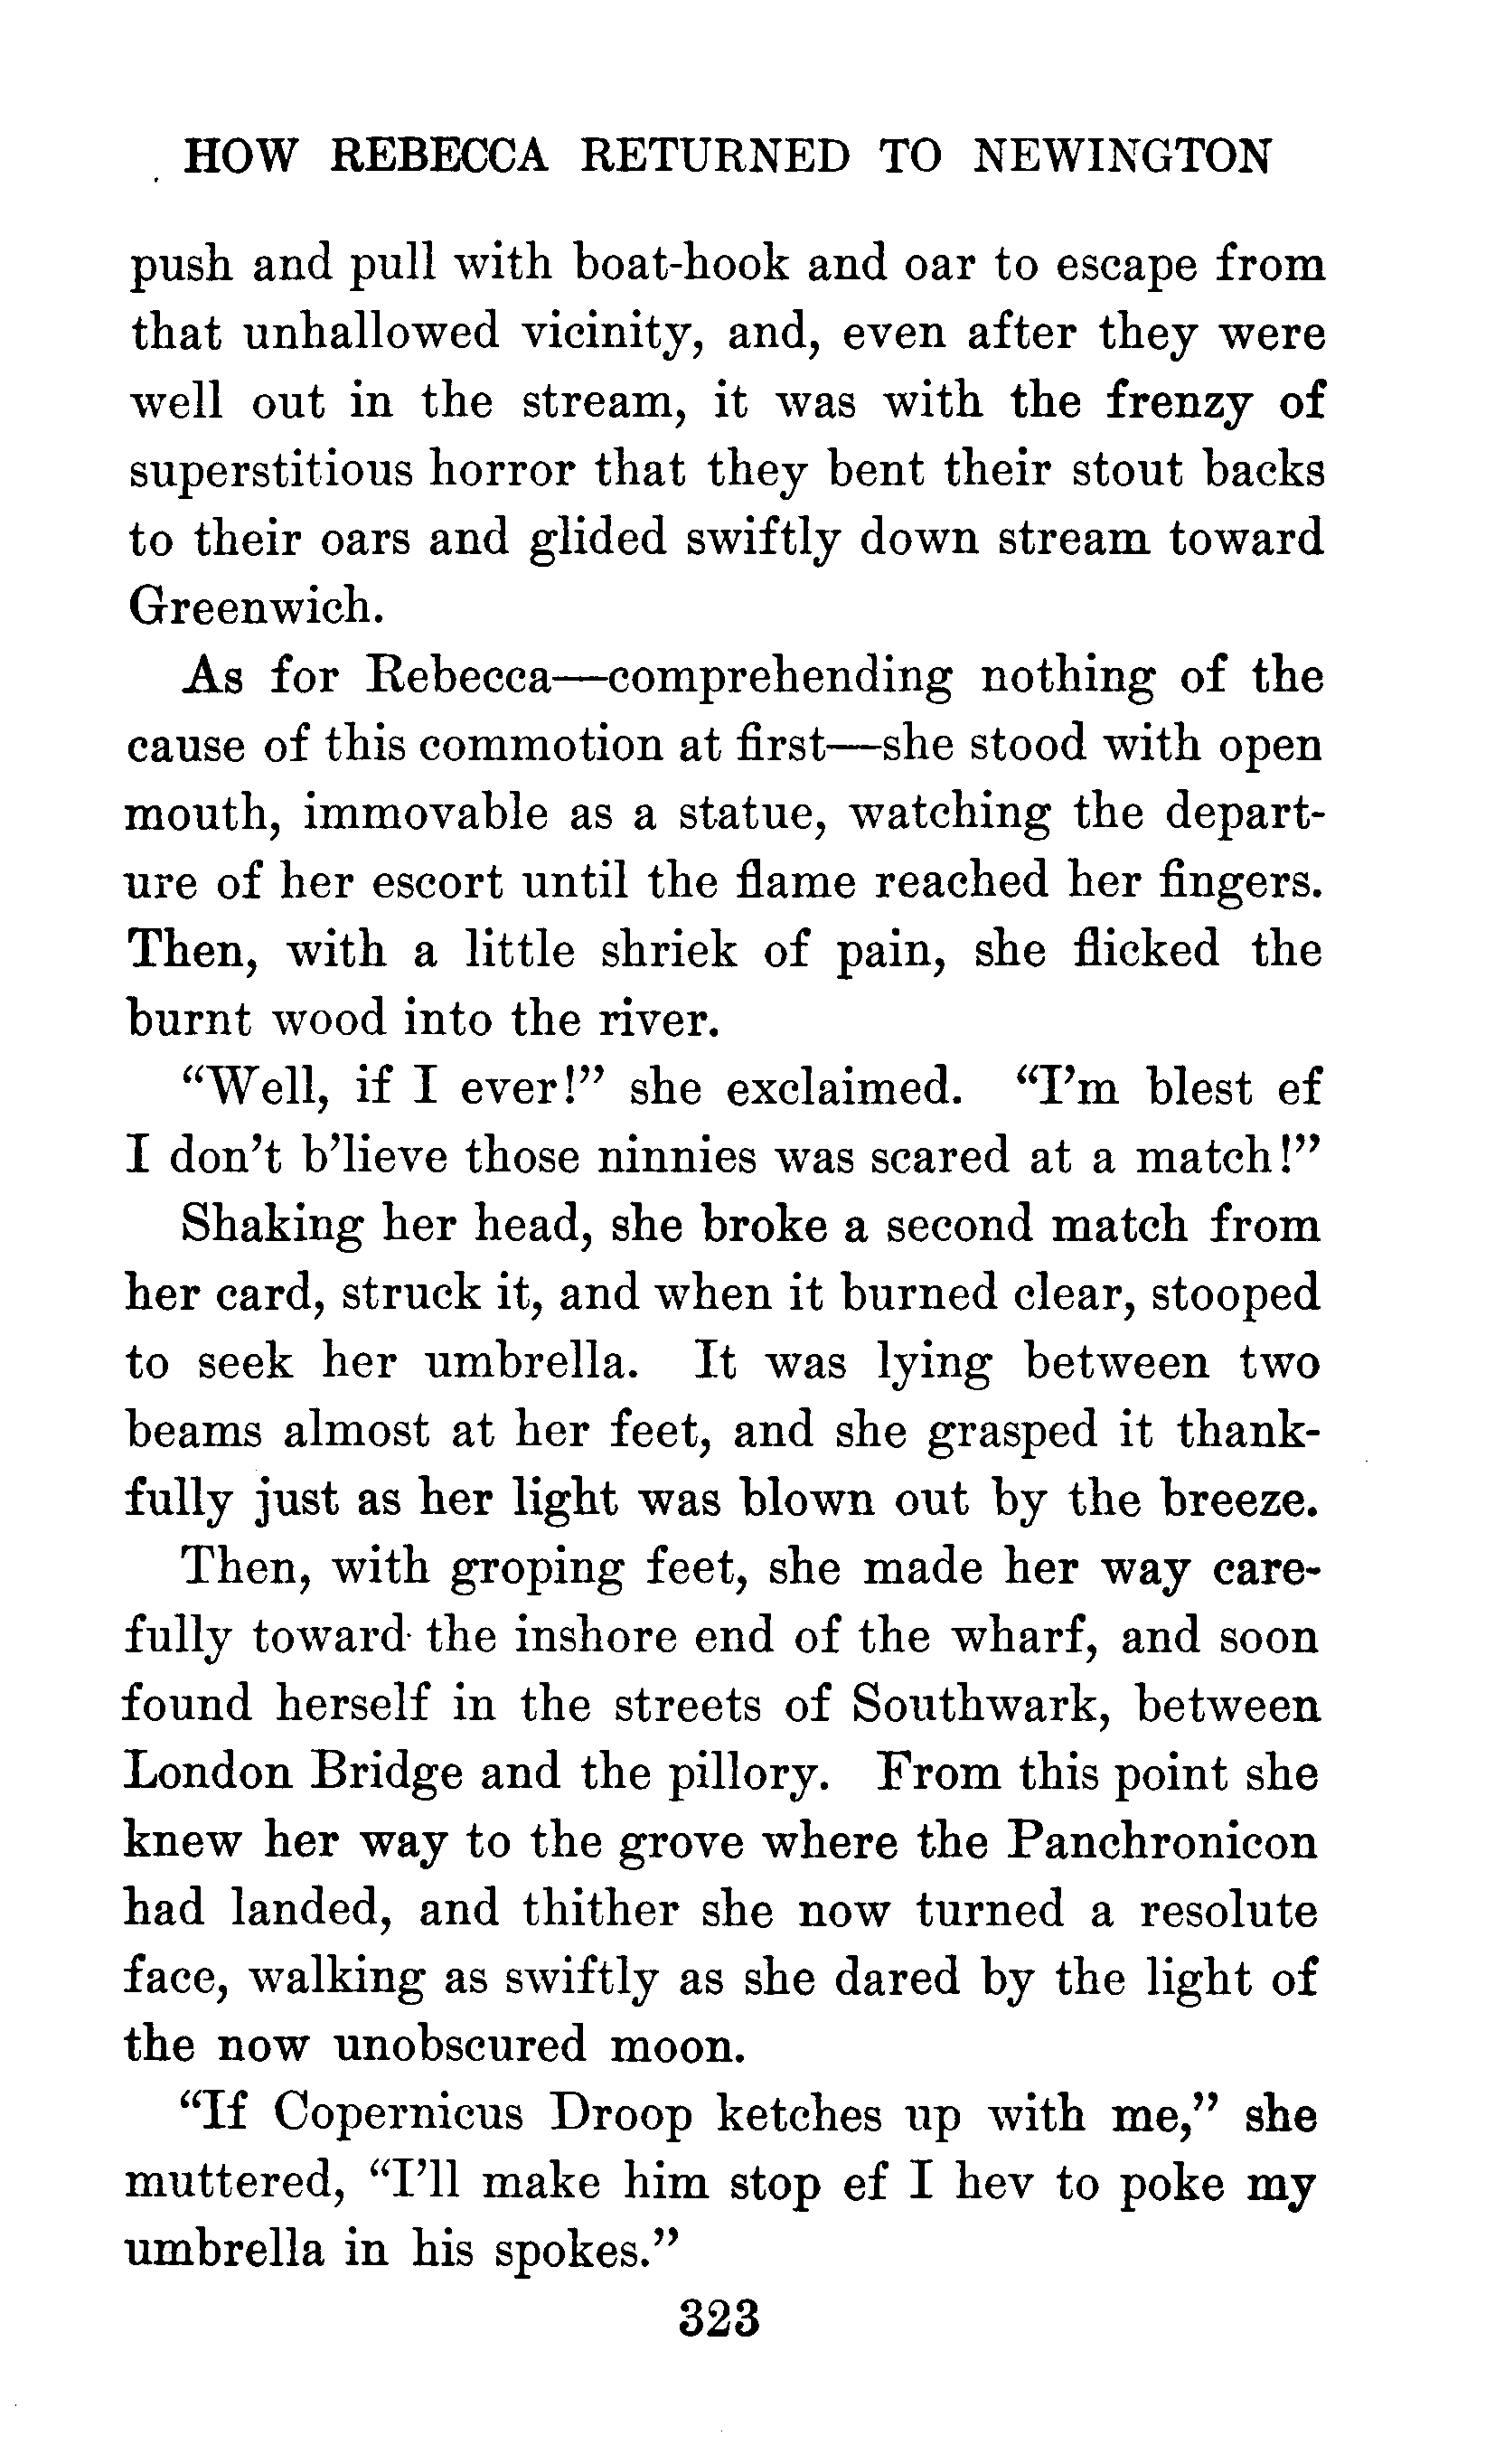 HOW REBECCA RETURNED TO NEWINGTON
push and pull with boat-hook and oar to escape from
that unhallowed vicinity, and, even after they were
well out in the stream, it was with the frenzy of
superstitious horror that they bent their stout backs
to their oars and glided swiftly down stream toward
Greenwich.
As for Rebecca—comprehending nothing of the
cause of this commotion at first—she stood with open
mouth, immovable as a statue, watching the depart-
ure of her escort until the flame reached her fingers.
Then, with a little shriek of pain, she flicked the
burnt wood into the river.
“Well, if I ever!” she exclaimed. “I’m blest ef
I don’t b’lieve those ninnies was scared at a match!”
Shaking her head, she broke a second match from
her card, struck it, and when it burned clear, stooped
to seek her umbrella. It was lying between two
beams almost at her feet, and she grasped it thank-
fully just as her light was blown out by the breeze.
Then, with groping feet, she made her way care-
fully toward the inshore end of the wharf, and soon
found herself in the streets of Southwark, between
London Bridge and the pillory. From this point she
knew her way to the grove where the Panchronicon
had landed, and thither she now turned a resolute
face, walking as swiftly as she dared by the light of
the now unobscured moon.
“If Copernicus Droop ketches up with me,” she
muttered, “I’ll make him stop ef I hev to poke my
umbrella in his spokes.”
323